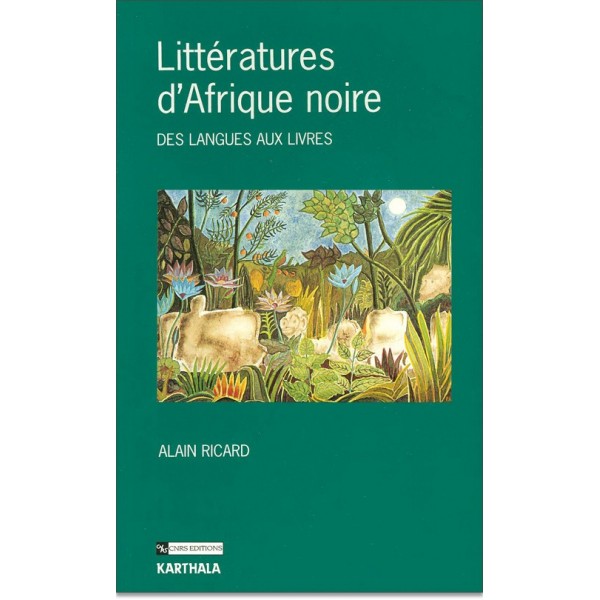 Littératures
d'Afrique noire
DES LANGUES AUX LIVRES
ALAIN RICARD
CNRS EDITIONS
KARTHALA